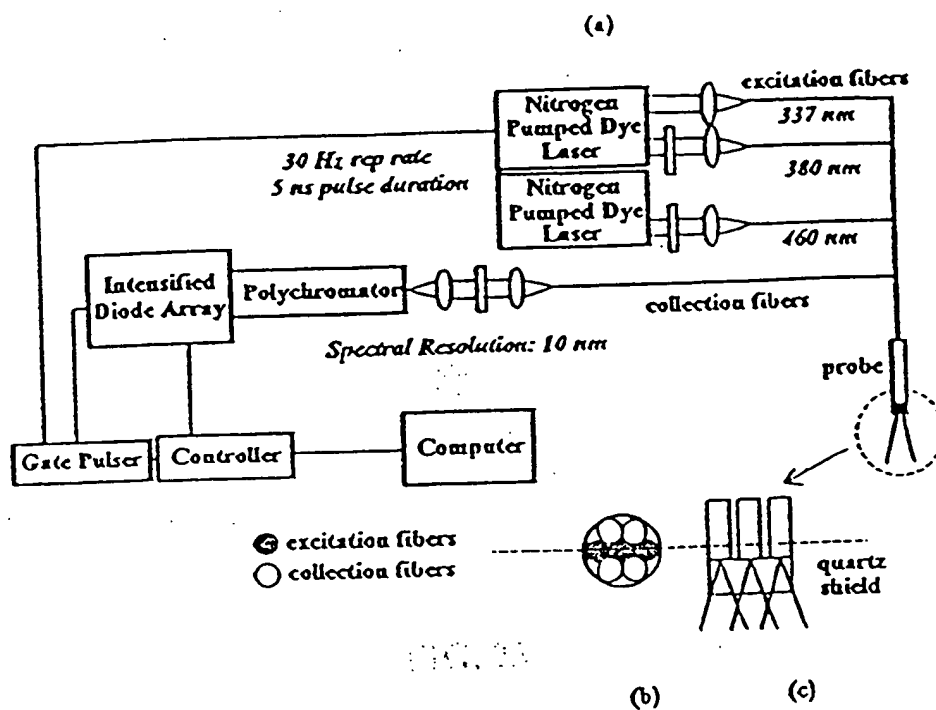 (a)
excitation fibers
Nitrogen
Pumped Dye
Laser
337 nm
380 nm
30 Hz rep rate
5 ns pulse duration
Nitrogen
Pumped Dye
Laser
460 nm
Intensified
Diode Array
Polychromator
collection fibers
Spectral Resolution: 10 nm
probe
Gate Pulser
Controller
Computer
excitation fibers
collection fibers
quartz
shield
(b)
(c)